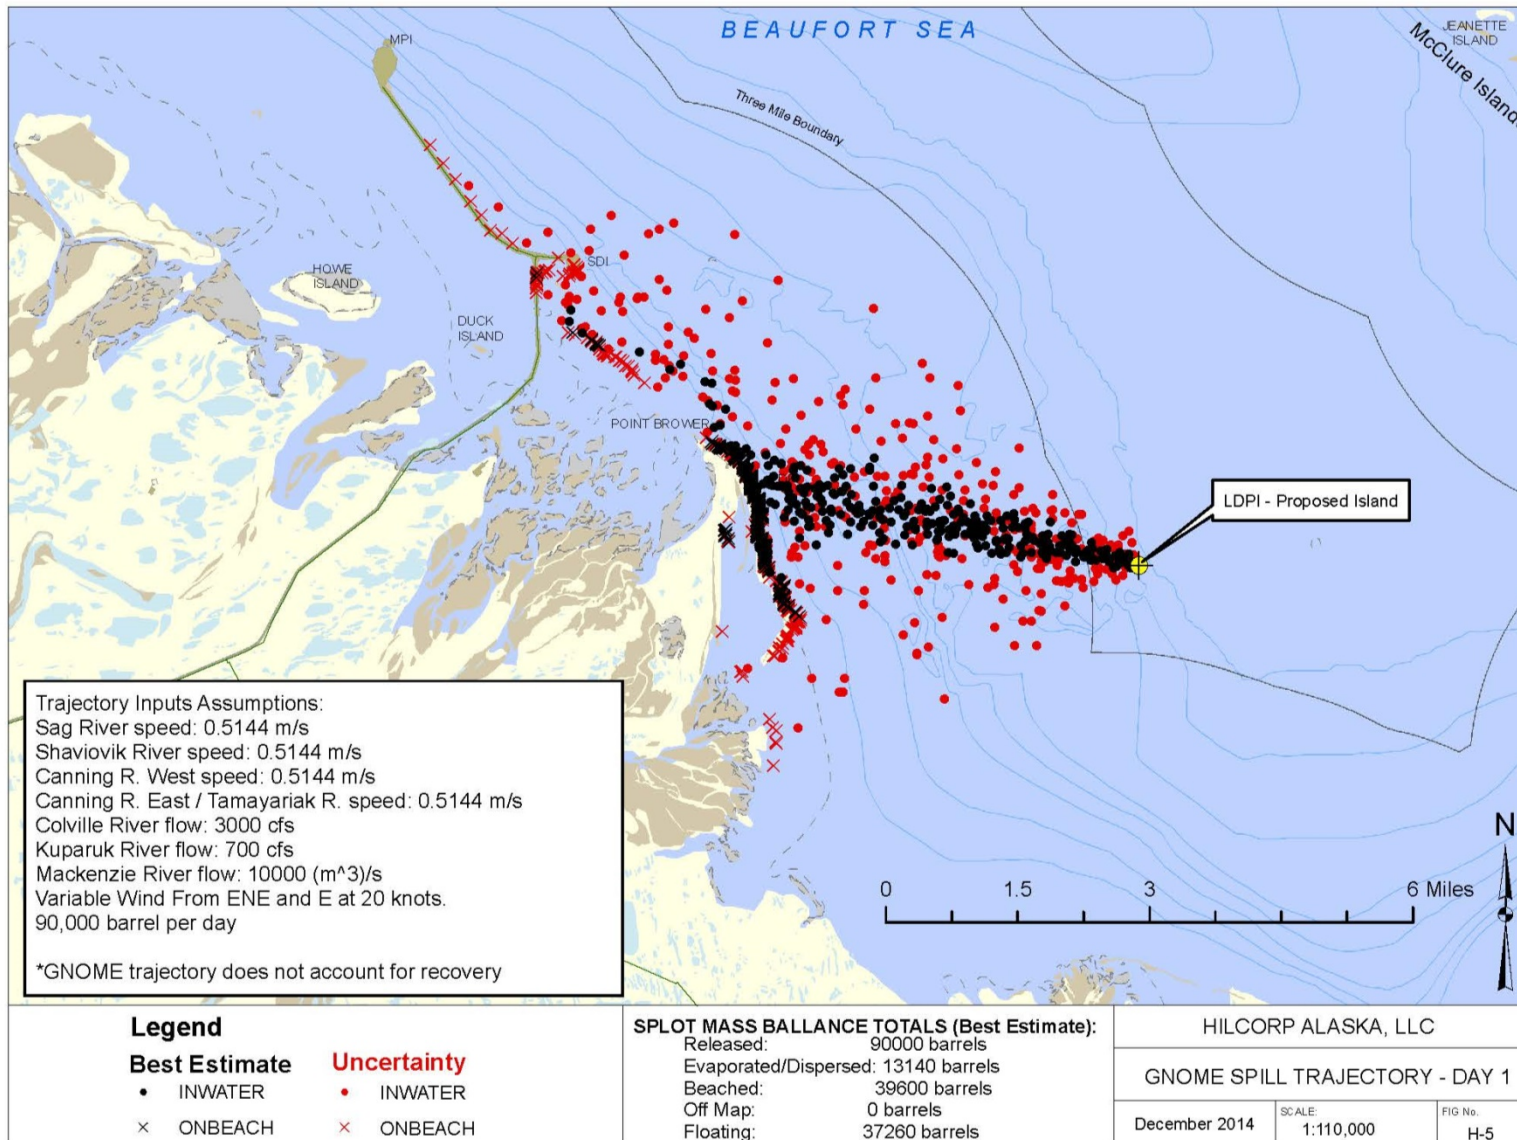 BEAUFORT SEA
MPI
JEANETTE
ISLAND
McClure Island
Three Mile Boundary
HOWE
ISLAND
SDI
DUCK
ISLAND
POINT BROWER
LDPI - Proposed Island
Trajectory Inputs Assumptions:
Sag River speed: 0.5144 m/s
Shaviovik River speed: 0.5144 m/s
Canning R. West speed: 0.5144 m/s
Canning R. East / Tamayariak R. speed: 0.5144 m/s
Colville River flow: 3000 cfs
Kuparuk River flow: 700 cfs
Mackenzie River flow: 10000 (m^3)/s
Variable Wind From ENE and E at 20 knots.
90,000 barrel per day
*GNOME trajectory does not account for recovery
N
0 1.5 3 6 Miles
Legend
Best Estimate Uncertainty
INWATER INWATER
ONBEACH ONBEACH
SPLOT MASS BALLANCE TOTALS (Best Estimate):
Released: 90000 barrels
Evaporated/Dispersed: 13140 barrels
Beached: 39600 barrels
Off Map: 0 barrels
Floating: 37260 barrels
HILCORP ALASKA, LLC
GNOME SPILL TRAJECTORY - DAY 1
December 2014
SCALE:
1:110,000
FIG No.
H-5